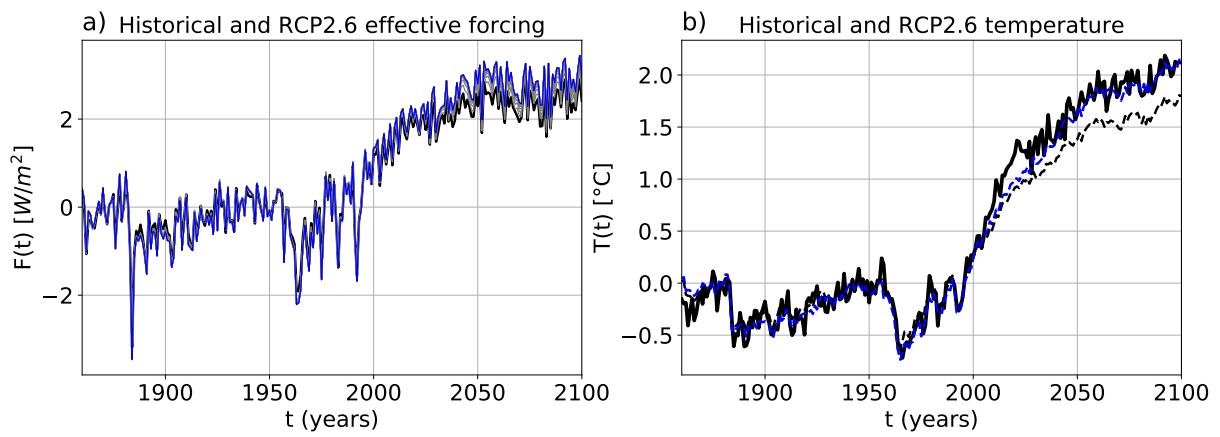 a) Historical and RCP2.6 effective forcing
F(t) [W/m²]
2
0
−2
1900 1950 2000 2050 2100
t (years)
b) Historical and RCP2.6 temperature
T(t) [°C]
2.0
1.5
1.0
0.5
0.0
−0.5
1900 1950 2000 2050 2100
t (years)